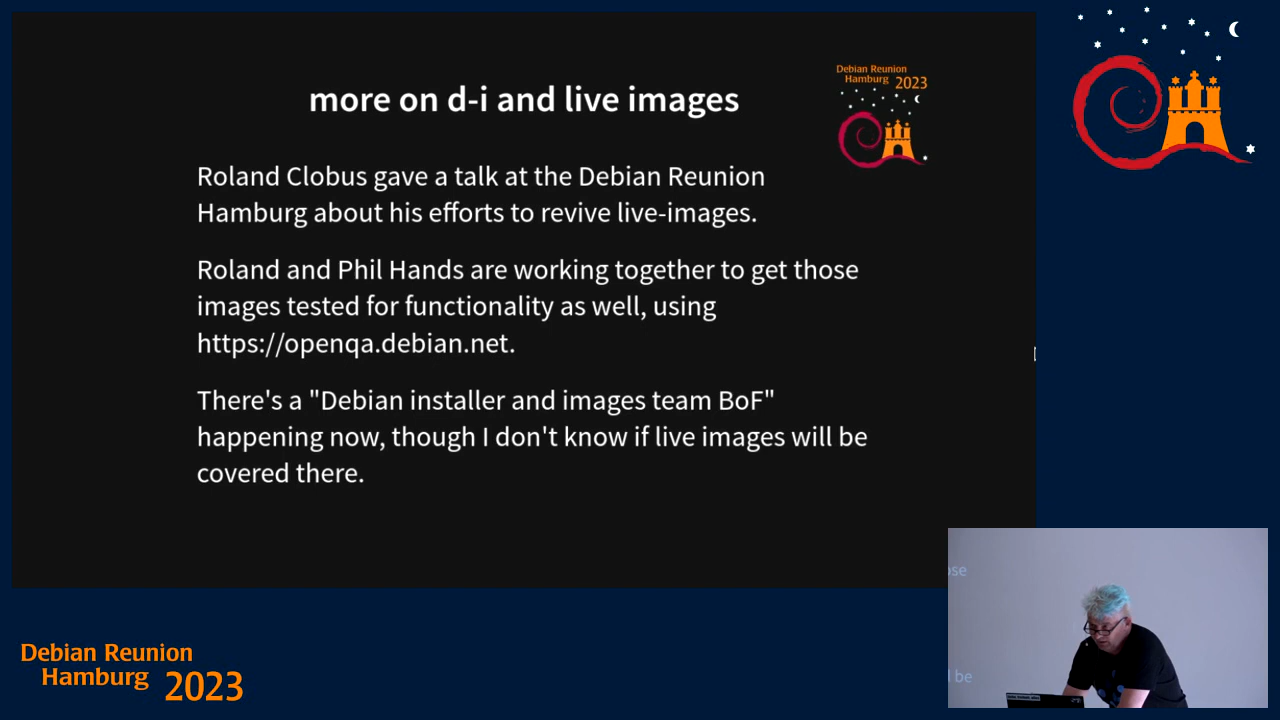 more on d-i and live images
Debian Reunion
Hamburg 2023
Roland Clobus gave a talk at the Debian Reunion
Hamburg about his efforts to revive live-images.
Roland and Phil Hands are working together to get those
images tested for functionality as well, using
https://openqa.debian.net.
There's a "Debian installer and images team BoF"
happening now, though I don't know if live images will be
covered there.
ose
be
Debian Reunion
Hamburg 2023